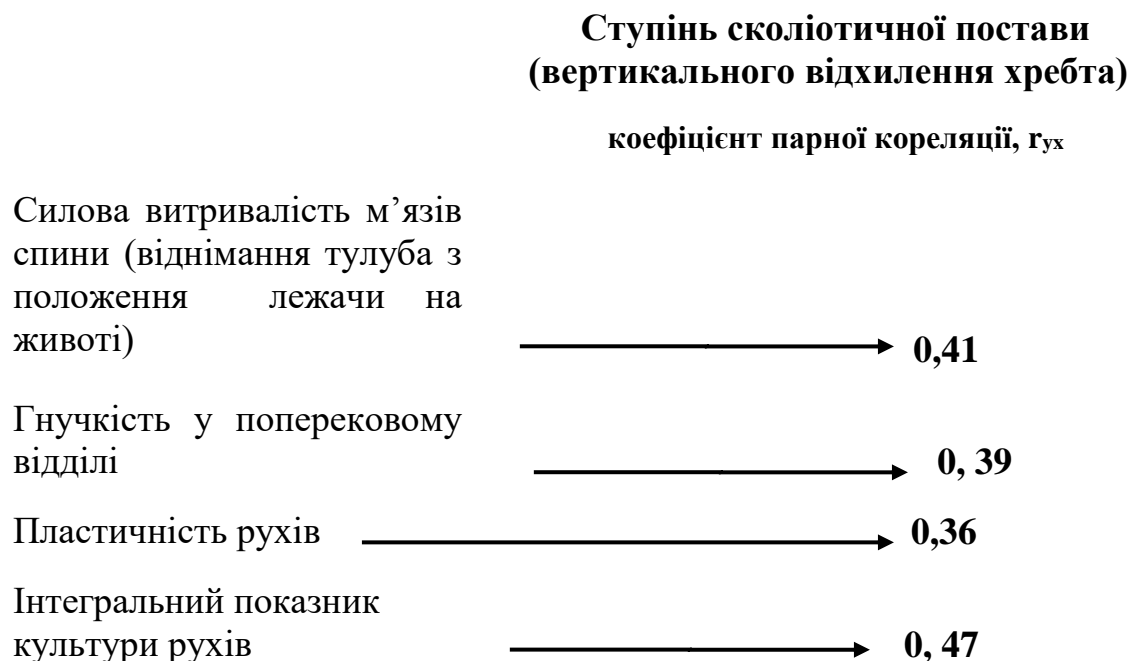 Ступінь сколіотичної постави
(вертикального відхилення хребта)
коефіцієнт парної кореляції, rух
Силова витривалість м’язів
спини (віднімання тулуба з
положення лежачи на
животі)
0,41
Гнучкість у поперековому
відділі
0, 39
Пластичність рухів
0,36
Інтегральний показник
культури рухів
0, 47